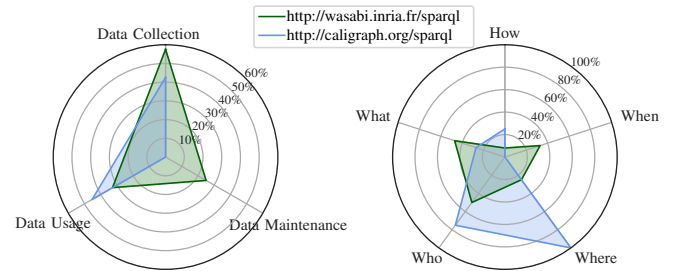 http://wasabi.inria.fr/sparql
http://caligraph.org/sparql
Data Collection
60%
50%
40%
30%
20%
10%
Data Usage
Data Maintenance
How
100%
80%
60%
40%
20%
What
When
Who
Where